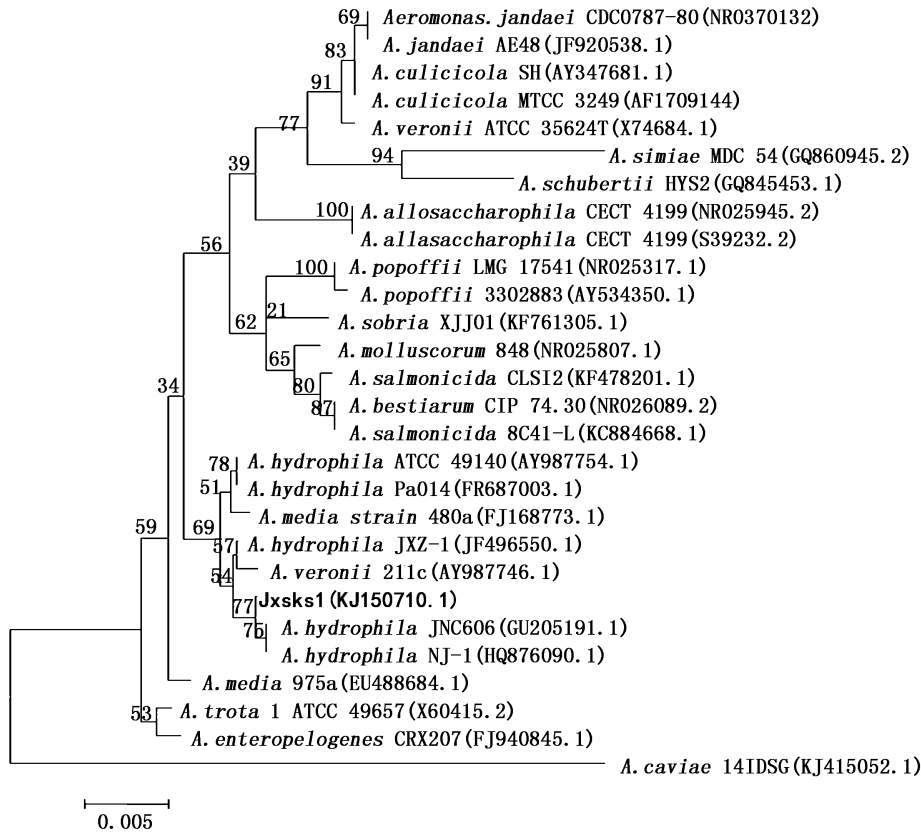 69 Aeromonas.jandaei CDC0787-80(NR0370132)
A.jandaei AE48(JF920538.1)
83
A.culicicola SH(AY347681.1)
91
A.culicicola MTCC 3249(AF1709144)
77
A.veronii ATCC 35624T(X74684.1)
94 A.simiae MDC 54(GQ860945.2)
39
A.schubertii HYS2(GQ845453.1)
100 A.allosaccharophila CECT 4199(NR025945.2)
A.allasaccharophila CECT 4199(S39232.2)
56
100 A.popoffii LMG 17541(NR025317.1)
A.popoffii 3302883(AY534350.1)
62 21 A.sobria XJJ01(KF761305.1)
65 A.molluscorum 848(NR025807.1)
34 80 A.salmonicida CLSI2(KF478201.1)
87 A.bestiarum CIP 74.30(NR026089.2)
A.salmonicida 8C41-L(KC884668.1)
78 A.hydrophila ATCC 49140(AY987754.1)
51 A.hydrophila Pa014(FR687003.1)
A.media strain 480a(FJ168773.1)
59 69
57 A.hydrophila JXZ-1(JF496550.1)
54 A.veronii 211c(AY987746.1)
77 Jxsks1(KJ150710.1)
75 A.hydrophila JNC606(GU205191.1)
A.hydrophila NJ-1(HQ876090.1)
A.media 975a(EU488684.1)
53 A.trota 1 ATCC 49657(X60415.2)
A.enteropelogenes CRX207(FJ940845.1)
A.caviae 14IDSG(KJ415052.1)
0.005